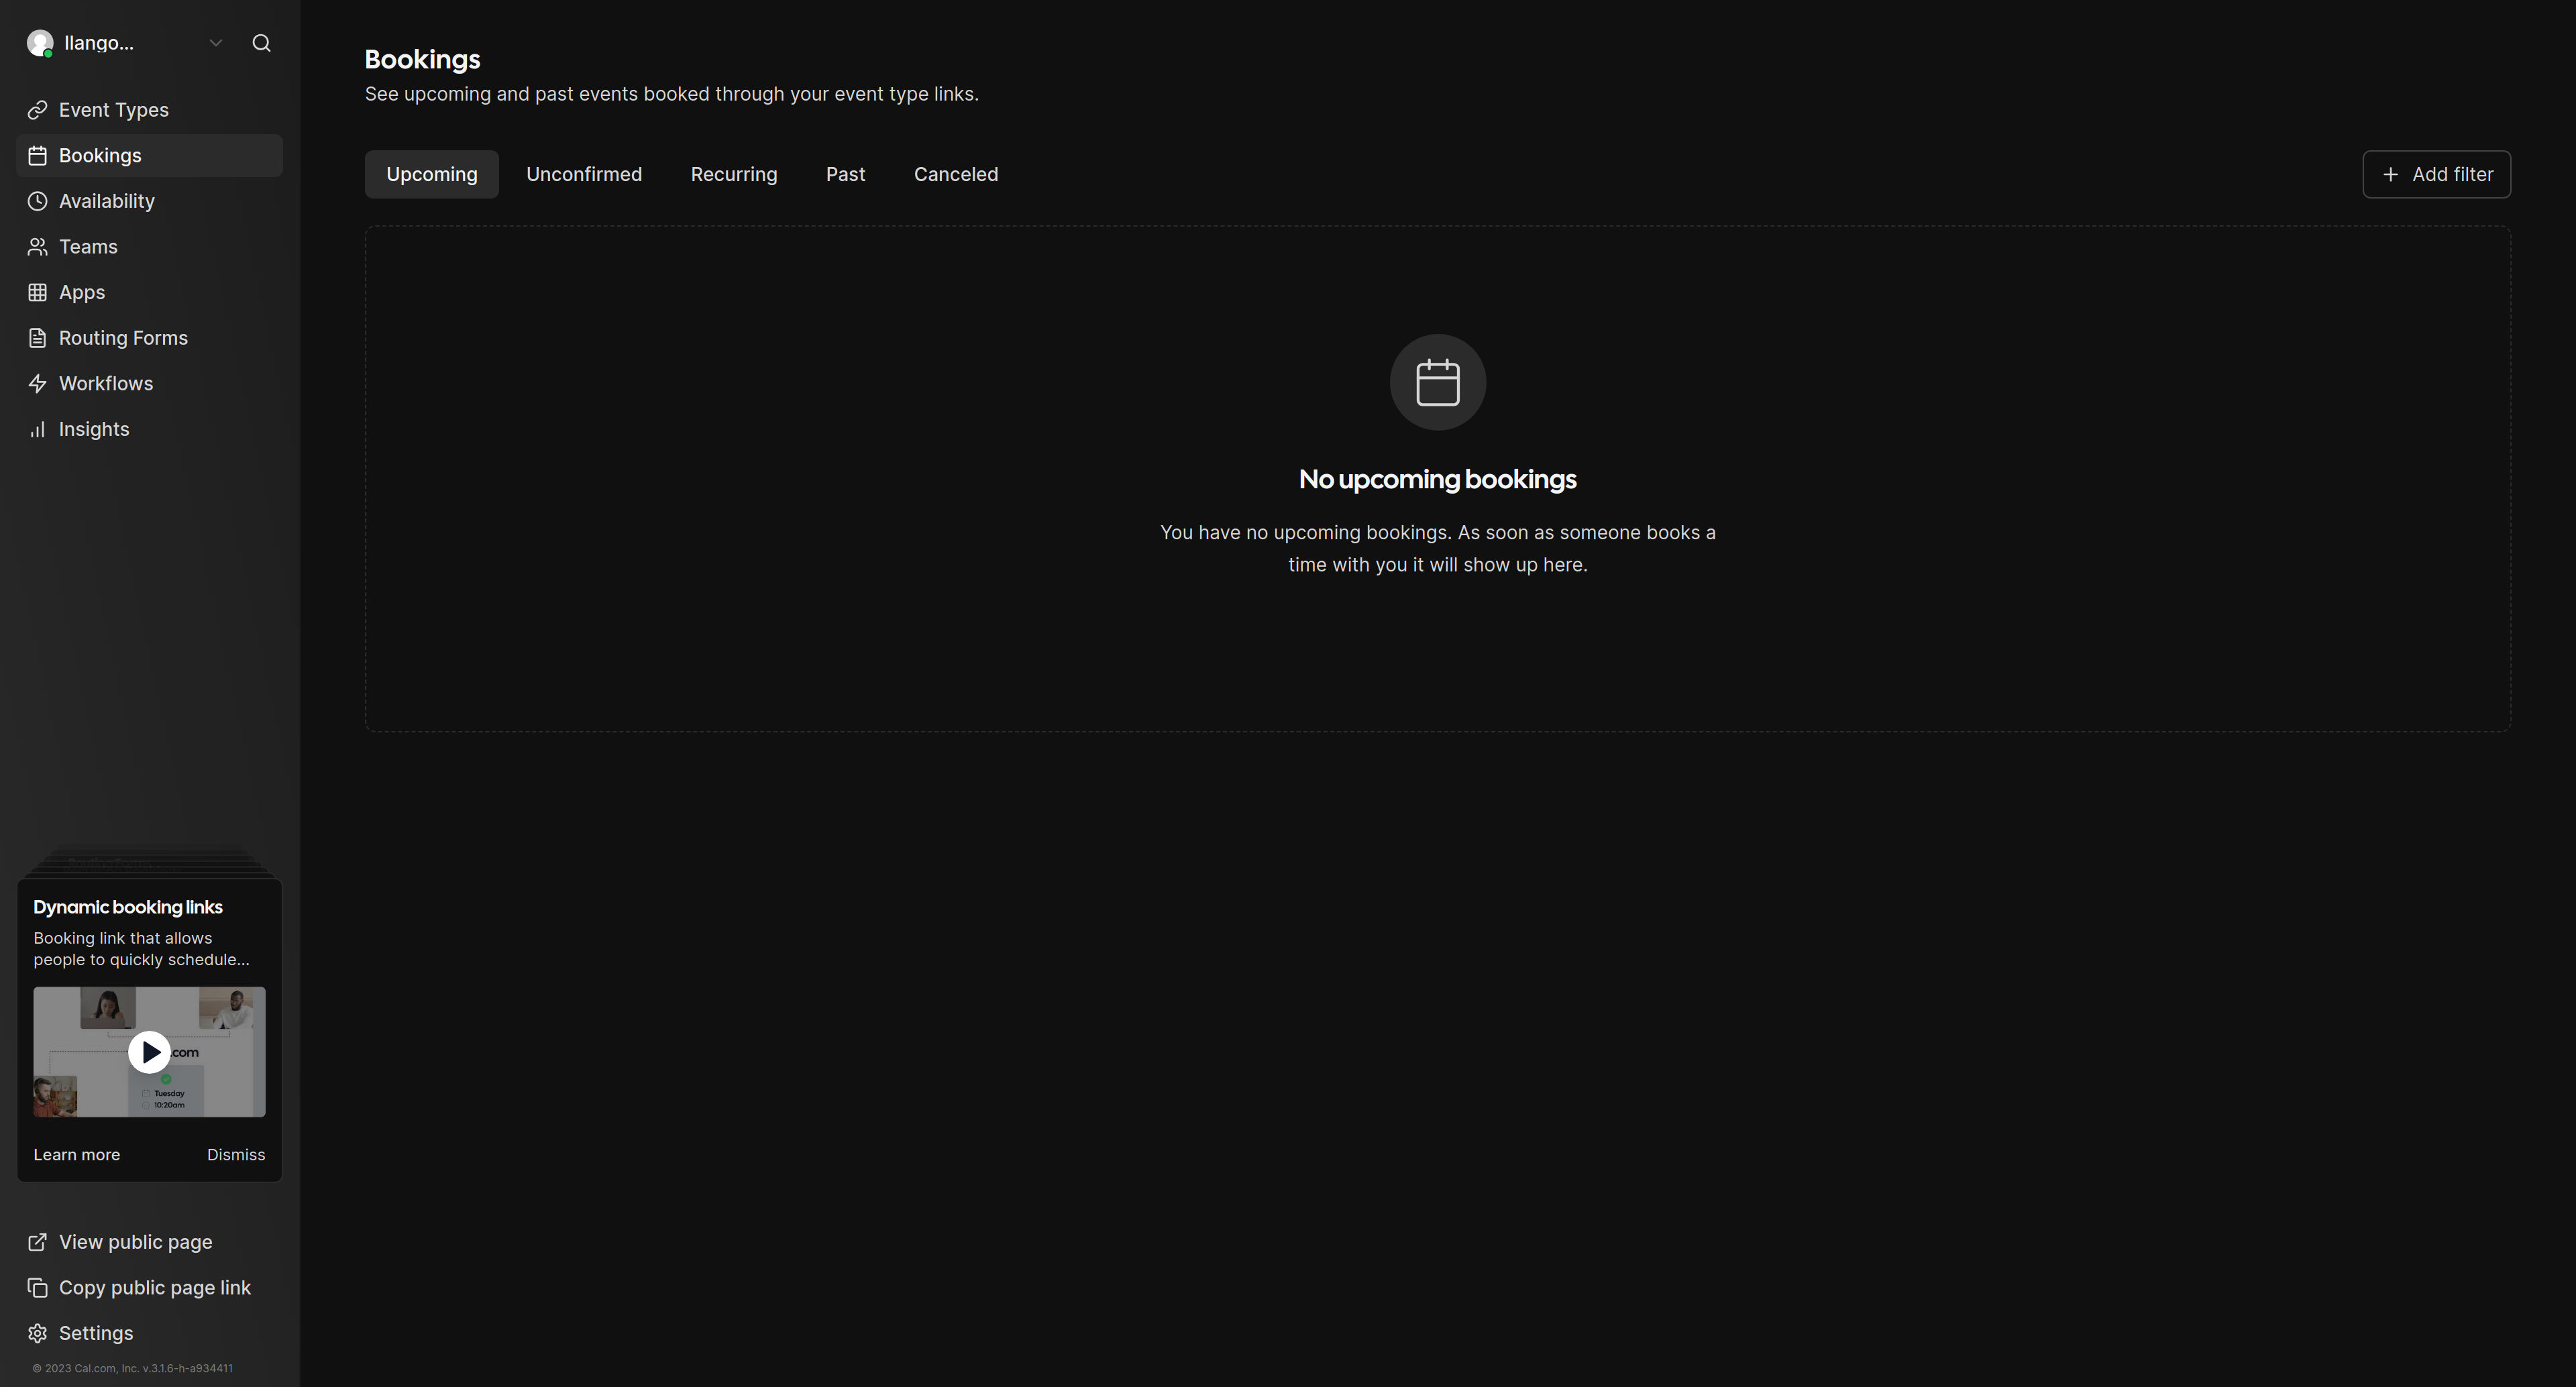 Ilango...
Event Types
Bookings
Availability
Teams
Apps
Routing Forms
Workflows
Insights
Dynamic booking links
Booking link that allows
people to quickly schedule...
.com
Tuesday
10:20am
Learn more
Dismiss
View public page
Copy public page link
Settings
© 2023 Cal.com, Inc. v.3.1.6-h-a934411
Bookings
See upcoming and past events booked through your event type links.
Upcoming
Unconfirmed
Recurring
Past
Canceled
Add filter
No upcoming bookings
You have no upcoming bookings. As soon as someone books a
time with you it will show up here.